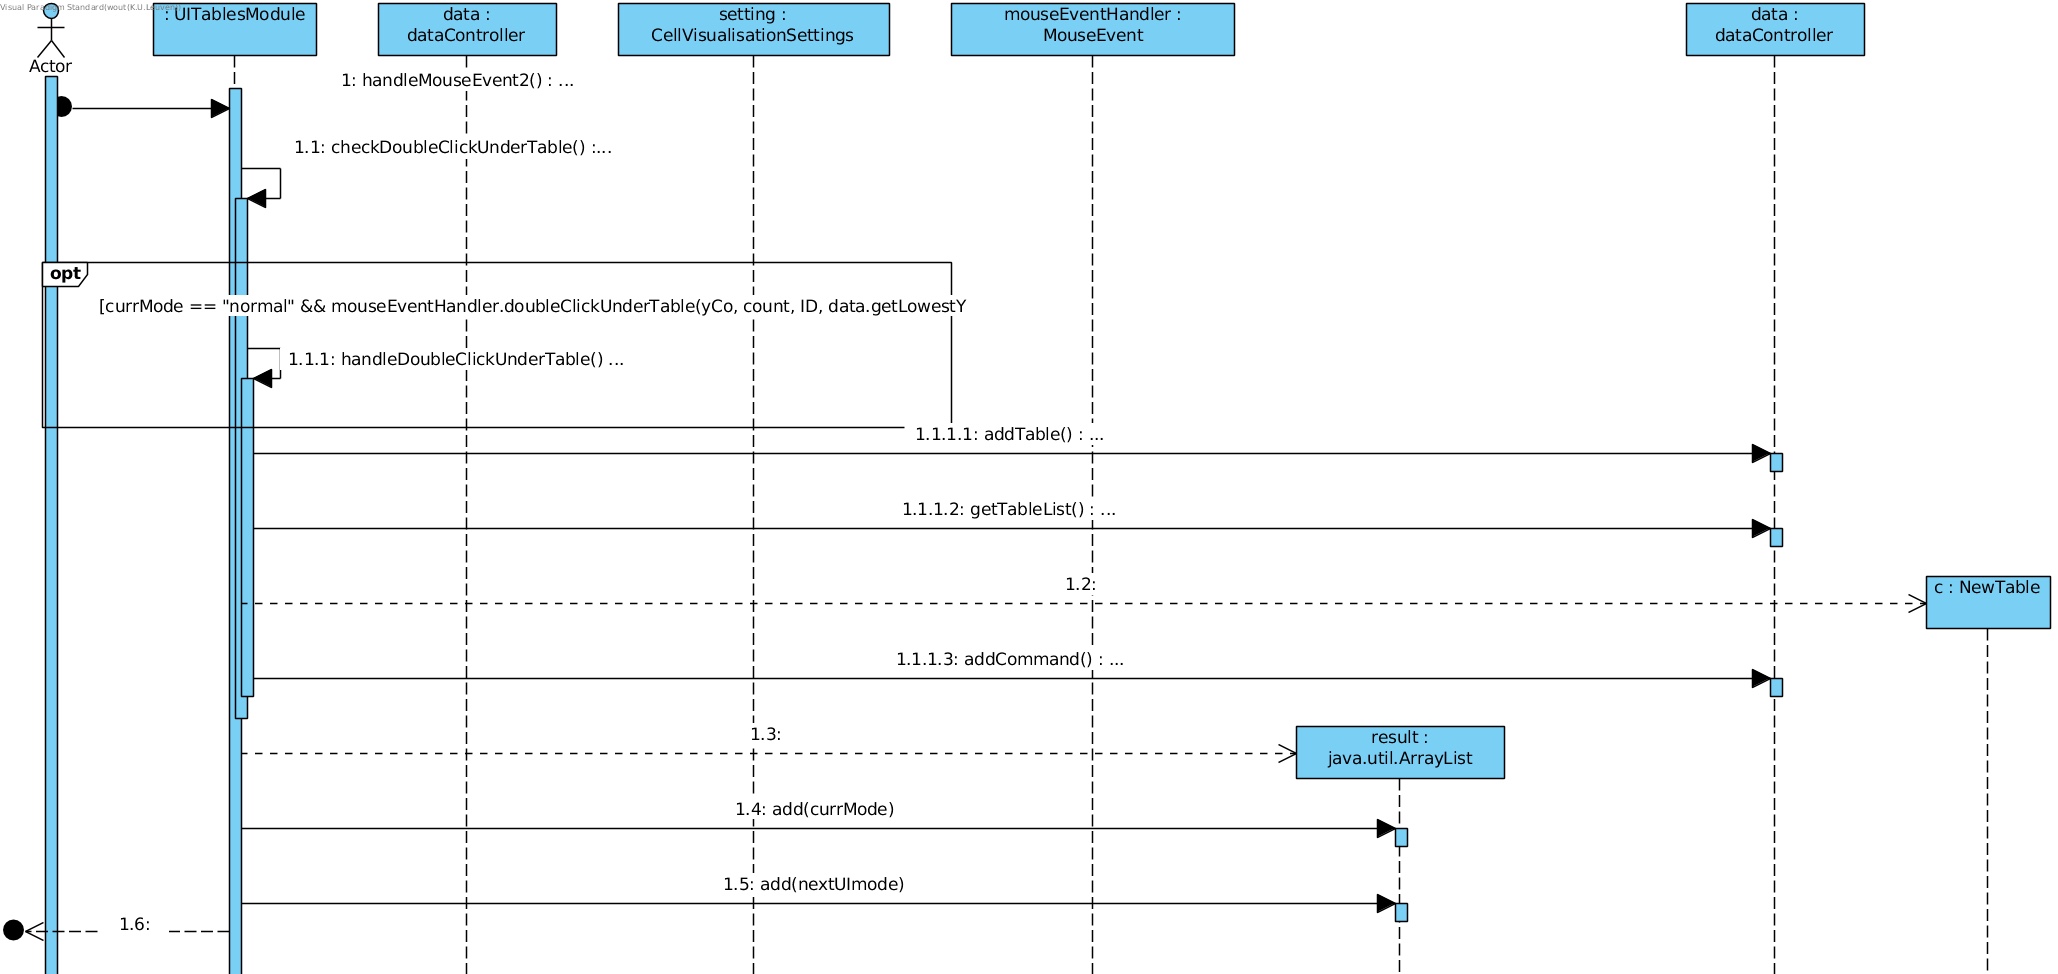 Visual Paradigm Standard(wout(K.U.Leuven))
Actor
: UITablesModule
data :
dataController
setting :
CellVisualisationSettings
mouseEventHandler :
MouseEvent
data :
dataController
1: handleMouseEvent2() : ...
1.1: checkDoubleClickUnderTable() :...
opt
[currMode == "normal" && mouseEventHandler.doubleClickUnderTable(yCo, count, ID, data.getLowestY
1.1.1: handleDoubleClickUnderTable() ...
1.1.1.1: addTable() : ...
1.1.1.2: getTableList() : ...
1.2:
c : NewTable
1.1.1.3: addCommand() : ...
1.3:
result :
java.util.ArrayList
1.4: add(currMode)
1.5: add(nextUImode)
1.6: